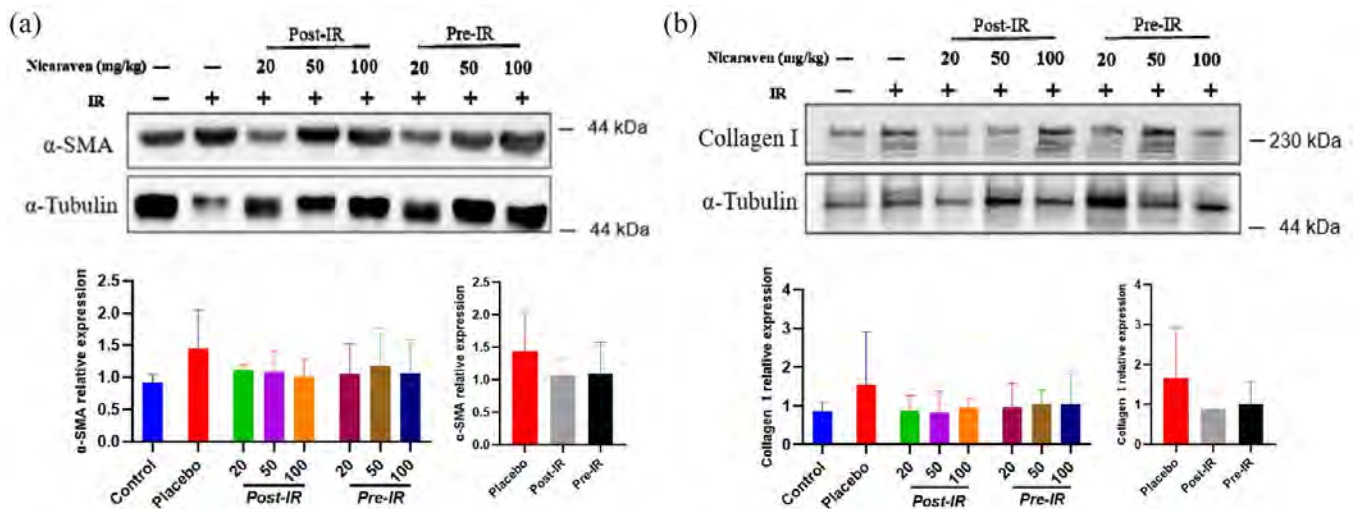 (a)
Post-IR Pre-IR
Nicaraven (mg/kg) — — 20 50 100 20 50 100
IR — + + + + + + +
α-SMA — 44 kDa
α-Tubulin — 44 kDa
α-SMA relative expression
2.5
2.0
1.5
1.0
0.5
0.0
Control Placebo 20 50 100 20 50 100
Post-IR Pre-IR
α-SMA relative expression
2.5
2.0
1.5
1.0
0.5
0.0
Placebo Post-IR Pre-IR
(b)
Post-IR Pre-IR
Nicaraven (mg/kg) — — 20 50 100 20 50 100
IR — + + + + + + +
Collagen I — 230 kDa
α-Tubulin — 44 kDa
Collagen 1 relative expression
4
3
2
1
0
Control Placebo 20 50 100 20 50 100
Post-IR Pre-IR
Collagen 1 relative expression
4
3
2
1
0
Placebo Post-IR Pre-IR